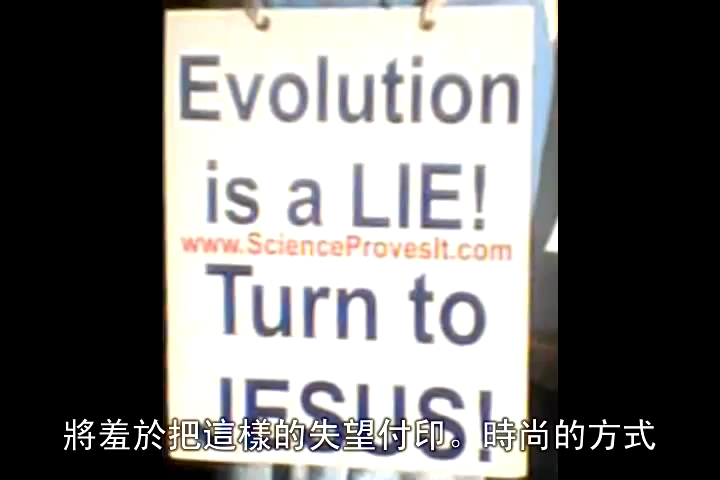 Evolution
is a LIE!
www.ScienceProvesIt.com
Turn to
JESUS!
將羞於把這樣的失望付印。時尚的方式